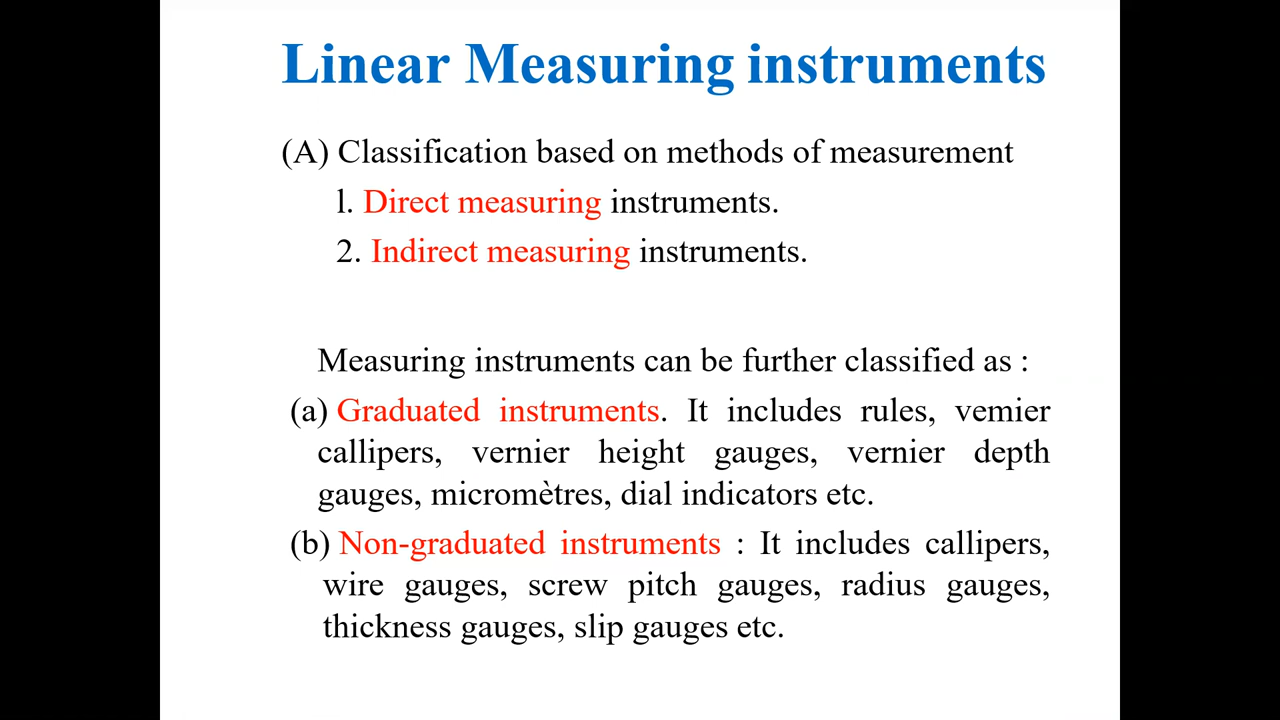 Linear Measuring instruments
(A) Classification based on methods of measurement
l. Direct measuring instruments.
2. Indirect measuring instruments.
Measuring instruments can be further classified as :
(a) Graduated instruments. It includes rules, vemier
callipers, vernier height gauges, vernier depth
gauges, micromètres, dial indicators etc.
(b) Non-graduated instruments : It includes callipers,
wire gauges, screw pitch gauges, radius gauges,
thickness gauges, slip gauges etc.